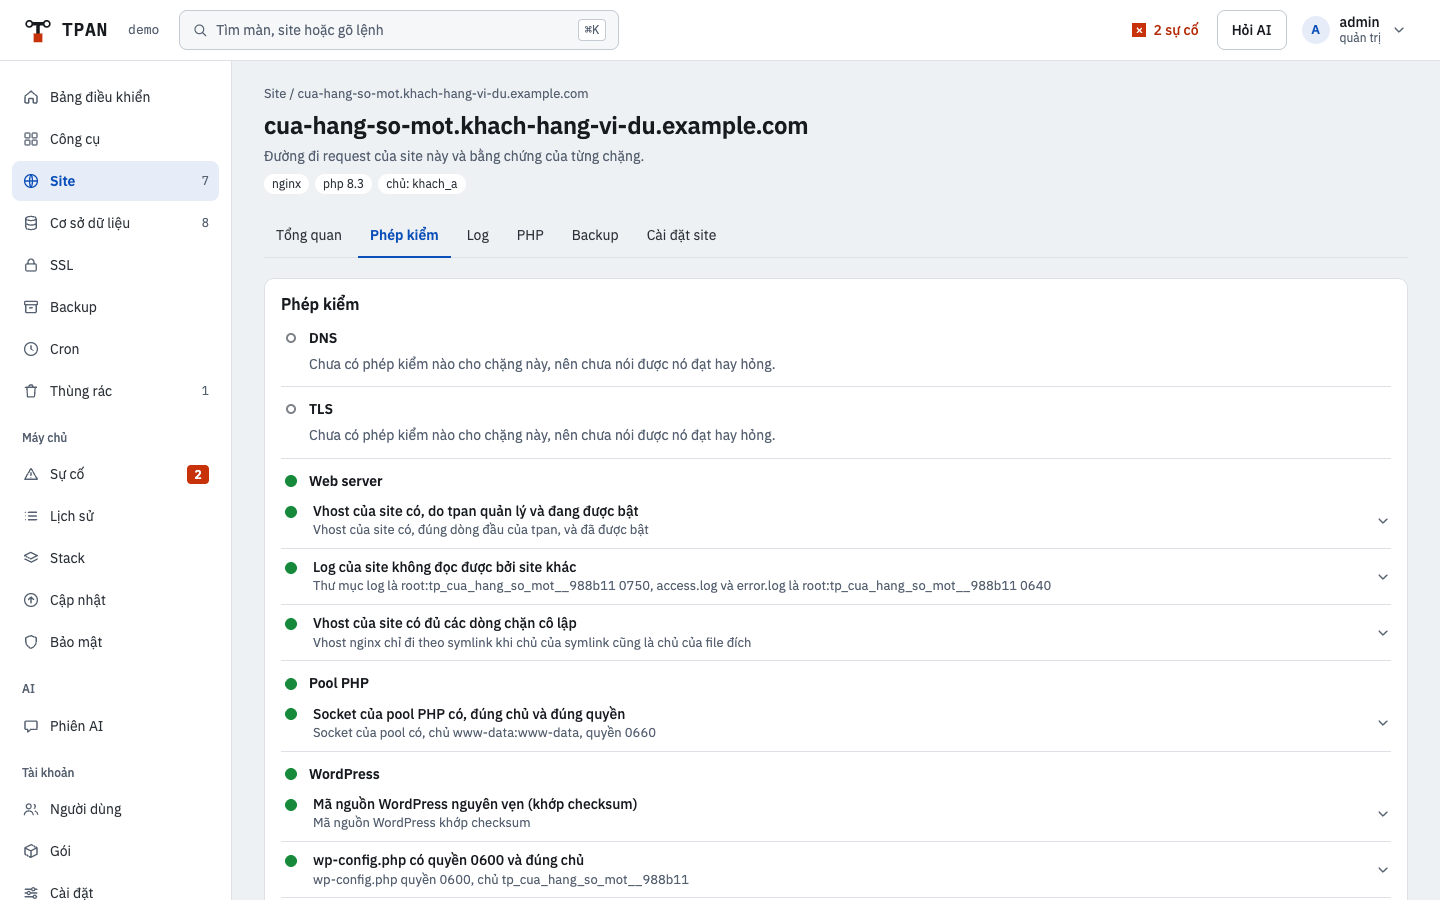 TPAN
demo
Tìm màn, site hoặc gõ lệnh
⌘K
2 sự cố
Hỏi AI
A
admin
quản trị
Bảng điều khiển
Công cụ
Site 7
Cơ sở dữ liệu 8
SSL
Backup
Cron
Thùng rác 1
Máy chủ
Sự cố 2
Lịch sử
Stack
Cập nhật
Bảo mật
AI
Phiên AI
Tài khoản
Người dùng
Gói
Cài đặt
Site / cua-hang-so-mot.khach-hang-vi-du.example.com
cua-hang-so-mot.khach-hang-vi-du.example.com
Đường đi request của site này và bằng chứng của từng chặng.
nginx php 8.3 chủ: khach_a
Tổng quan Phép kiểm Log PHP Backup Cài đặt site
Phép kiểm
DNS
Chưa có phép kiểm nào cho chặng này, nên chưa nói được nó đạt hay hỏng.
TLS
Chưa có phép kiểm nào cho chặng này, nên chưa nói được nó đạt hay hỏng.
Web server
Vhost của site có, do tpan quản lý và đang được bật
Vhost của site có, đúng dòng đầu của tpan, và đã được bật
Log của site không đọc được bởi site khác
Thư mục log là root:tp_cua_hang_so_mot__988b11 0750, access.log và error.log là root:tp_cua_hang_so_mot__988b11 0640
Vhost của site có đủ các dòng chặn cô lập
Vhost nginx chỉ đi theo symlink khi chủ của symlink cũng là chủ của file đích
Pool PHP
Socket của pool PHP có, đúng chủ và đúng quyền
Socket của pool có, chủ www-data:www-data, quyền 0660
WordPress
Mã nguồn WordPress nguyên vẹn (khớp checksum)
Mã nguồn WordPress khớp checksum
wp-config.php có quyền 0600 và đúng chủ
wp-config.php quyền 0600, chủ tp_cua_hang_so_mot__988b11